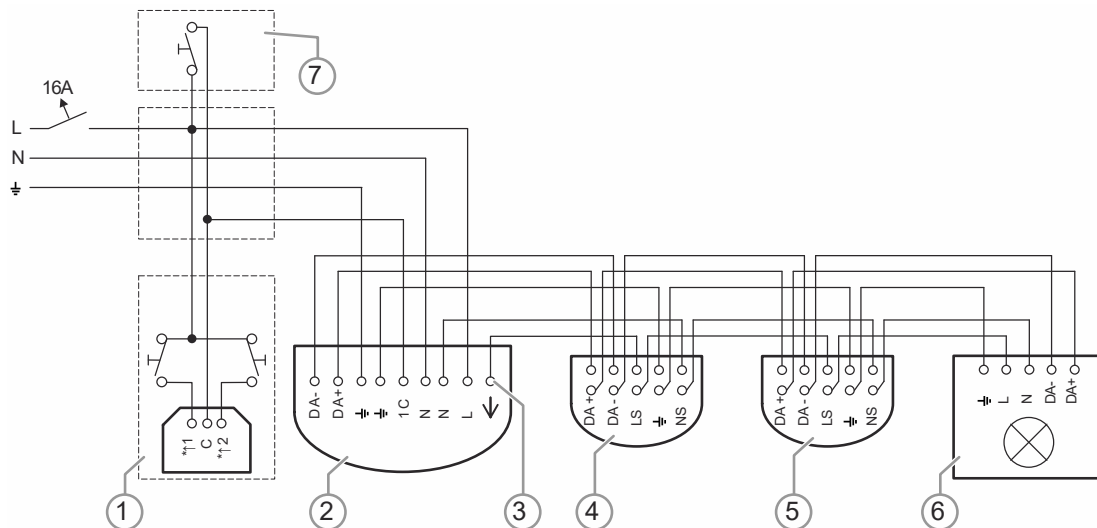 7
16A
L
N
⏚
DA-
DA+
⏚
⏚
1C
N
N
L
↓
DA+
DA-
LS
⏚
NS
DA+
DA-
LS
⏚
NS
⏚
L
N
DA-
DA+
*↑1
C
*↑2
1
2
3
4
5
6